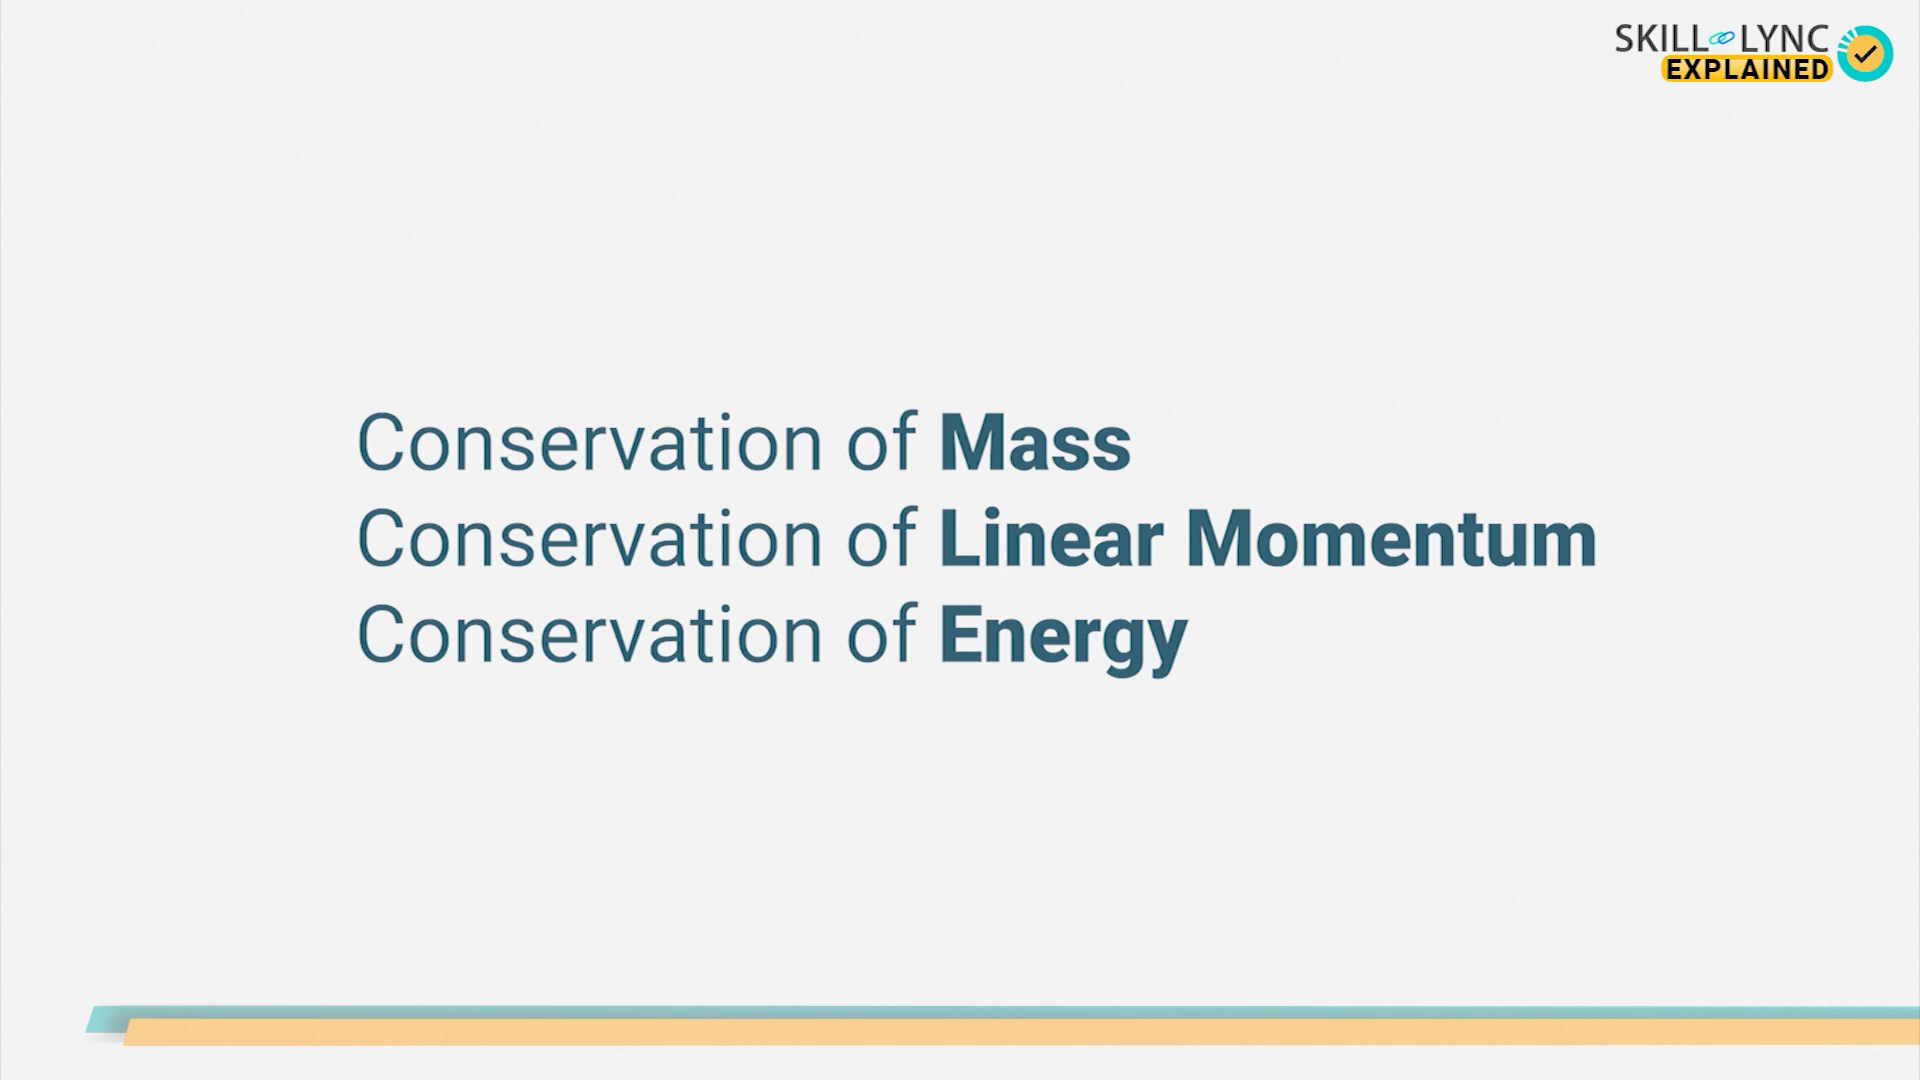 SKILL LYNC
EXPLAINED
Conservation of Mass
Conservation of Linear Momentum
Conservation of Energy